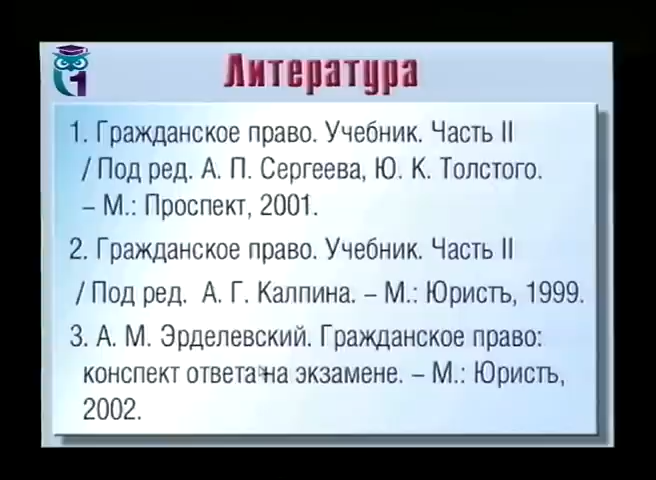 1
Литература
1. Гражданское право. Учебник. Часть II
/ Под ред. А. П. Сергеева, Ю. К. Толстого.
– М.: Проспект, 2001.
2. Гражданское право. Учебник. Часть II
/ Под ред. А. Г. Калпина. – М.: Юристъ, 1999.
3. А. М. Эрделевский. Гражданское право:
конспект ответа на экзамене. – М.: Юристъ,
2002.